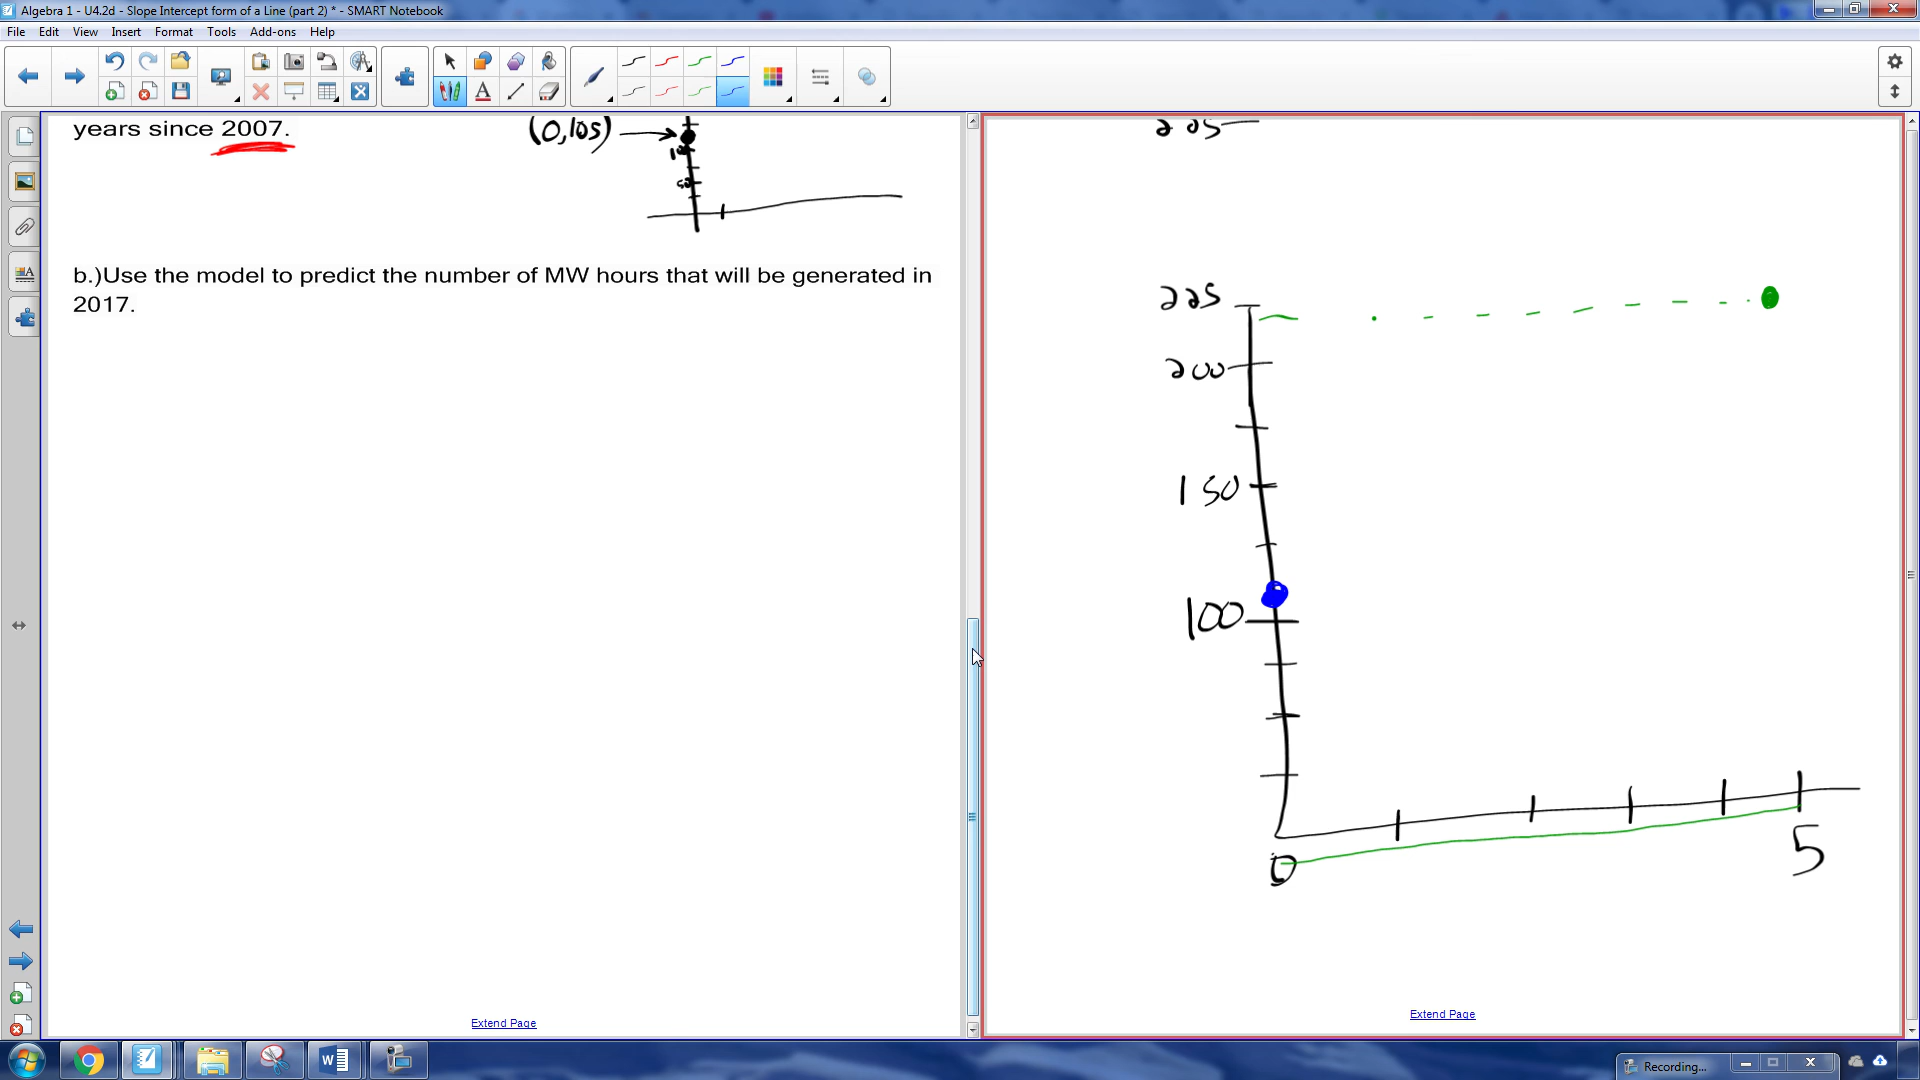 Algebra 1 - U4.2d - Slope Intercept form of a Line (part 2) * - SMART Notebook
File Edit View Insert Format Tools Add-ons Help
years since 2007.
(0,105)
50
b.)Use the model to predict the number of MW hours that will be generated in
2017.
Extend Page
225
225
200
150
100
0
5
Extend Page
Recording...